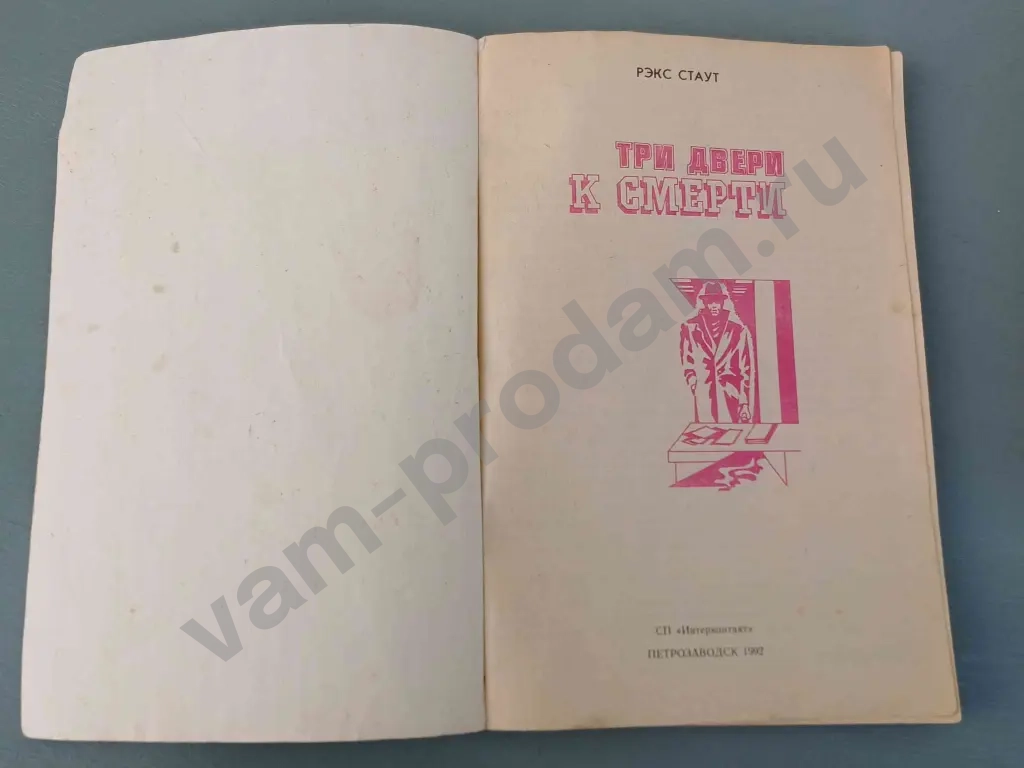 РЭКС СТАУТ
ТРИ ДВЕРИ
К СМЕРТИ
СП «Интерконтакт»
ПЕТРОЗАВОДСК 1992
vam-prodam.ru